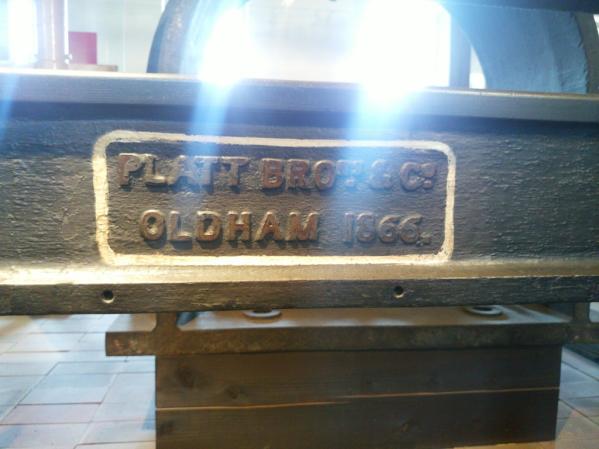 PLATT BROS. & Co.
OLDHAM 1866.